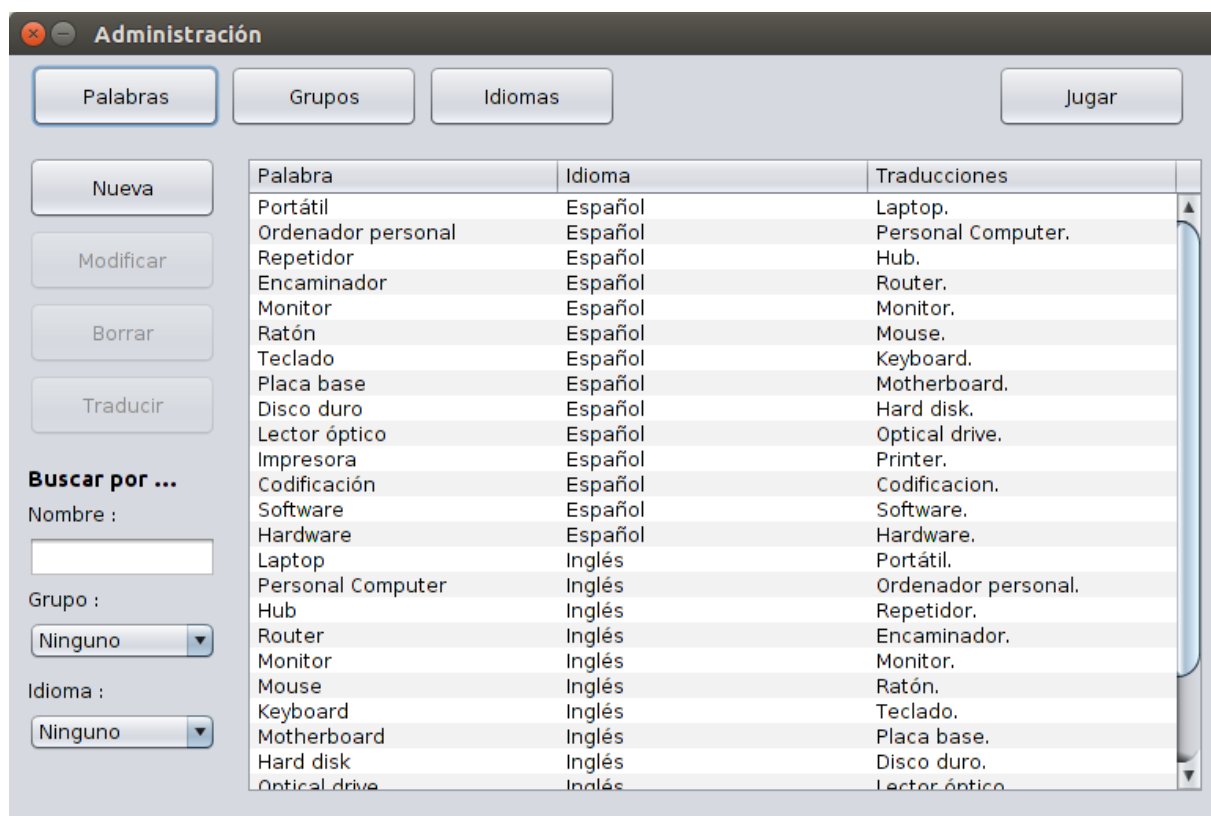 Administración
Palabras Grupos Idiomas Jugar
Nueva
Modificar
Borrar
Traducir
Buscar por ...
Nombre :
Grupo :
Ninguno
Idioma :
Ninguno
Palabra Idioma Traducciones
Portátil Español Laptop.
Ordenador personal Español Personal Computer.
Repetidor Español Hub.
Encaminador Español Router.
Monitor Español Monitor.
Ratón Español Mouse.
Teclado Español Keyboard.
Placa base Español Motherboard.
Disco duro Español Hard disk.
Lector óptico Español Optical drive.
Impresora Español Printer.
Codificación Español Codificacion.
Software Español Software.
Hardware Español Hardware.
Laptop Inglés Portátil.
Personal Computer Inglés Ordenador personal.
Hub Inglés Repetidor.
Router Inglés Encaminador.
Monitor Inglés Monitor.
Mouse Inglés Ratón.
Keyboard Inglés Teclado.
Motherboard Inglés Placa base.
Hard disk Inglés Disco duro.
Optical drive Inglés Lector óptico